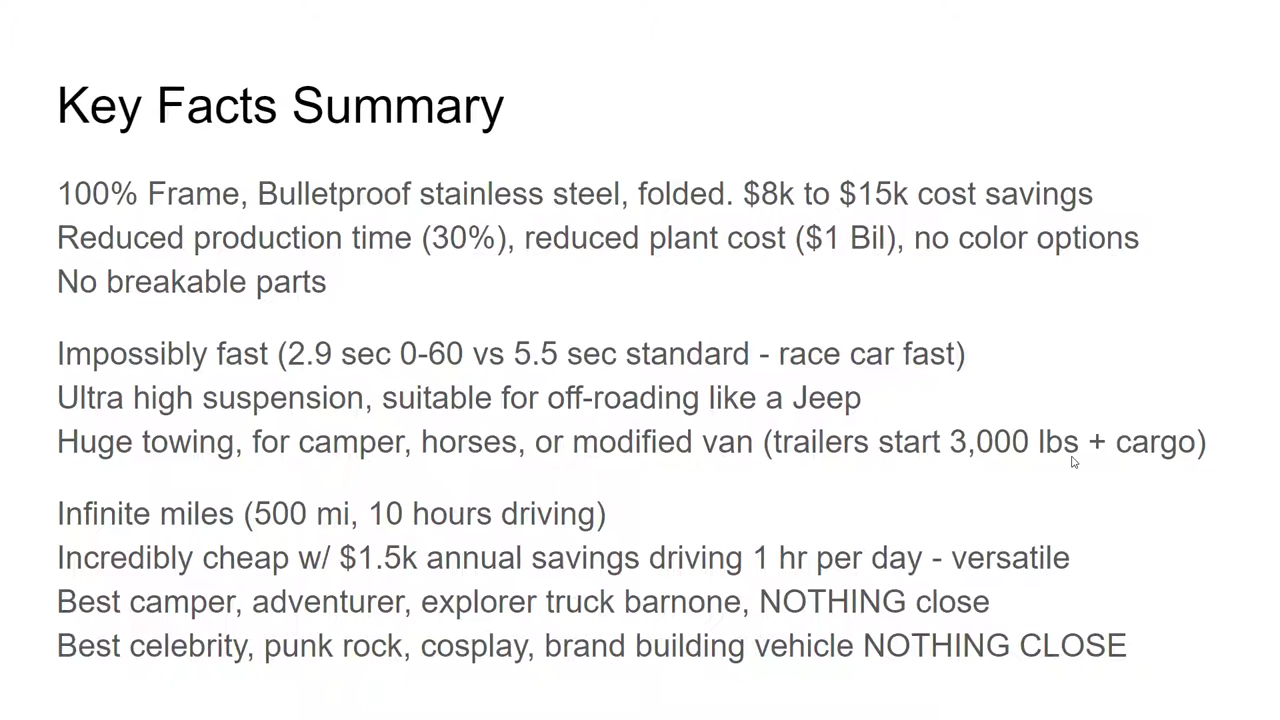 Key Facts Summary
100% Frame, Bulletproof stainless steel, folded. $8k to $15k cost savings
Reduced production time (30%), reduced plant cost ($1 Bil), no color options
No breakable parts
Impossibly fast (2.9 sec 0-60 vs 5.5 sec standard - race car fast)
Ultra high suspension, suitable for off-roading like a Jeep
Huge towing, for camper, horses, or modified van (trailers start 3,000 lbs + cargo)
Infinite miles (500 mi, 10 hours driving)
Incredibly cheap w/ $1.5k annual savings driving 1 hr per day - versatile
Best camper, adventurer, explorer truck barnone, NOTHING close
Best celebrity, punk rock, cosplay, brand building vehicle NOTHING CLOSE